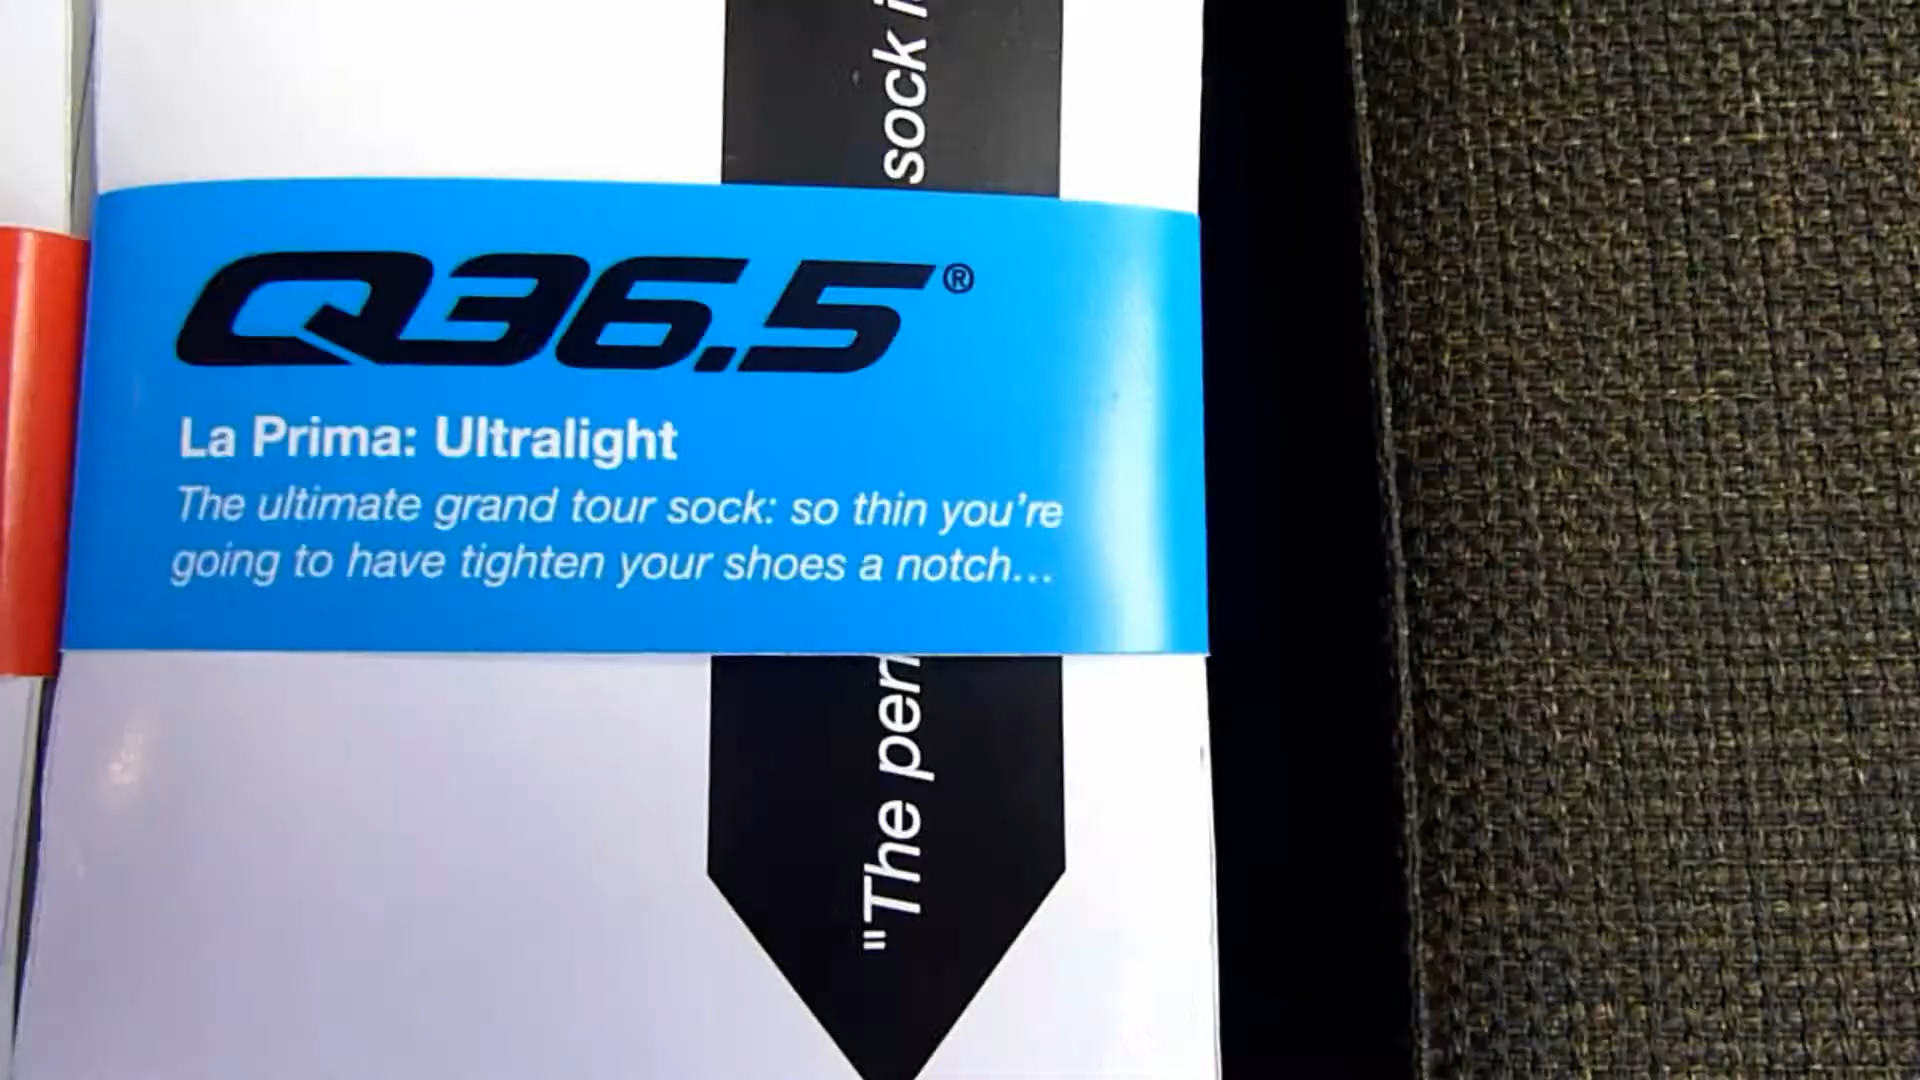 sock
Q36.5®
La Prima: Ultralight
The ultimate grand tour sock: so thin you're
going to have tighten your shoes a notch...
"The